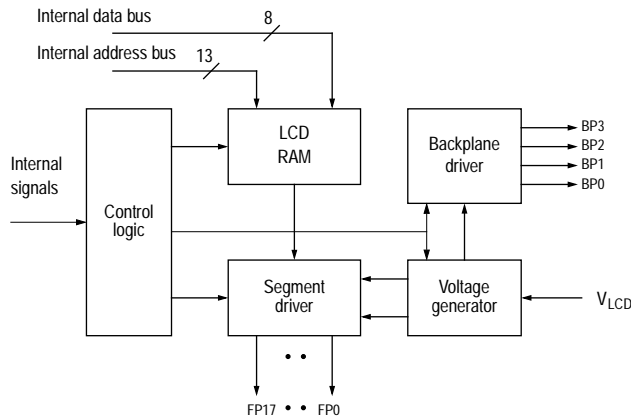 Internal data bus
8
Internal address bus
13
LCD
RAM
Backplane
driver
BP3
BP2
BP1
BP0
Internal
signals
Control
logic
Segment
driver
Voltage
generator
VLCD
FP17
FP0